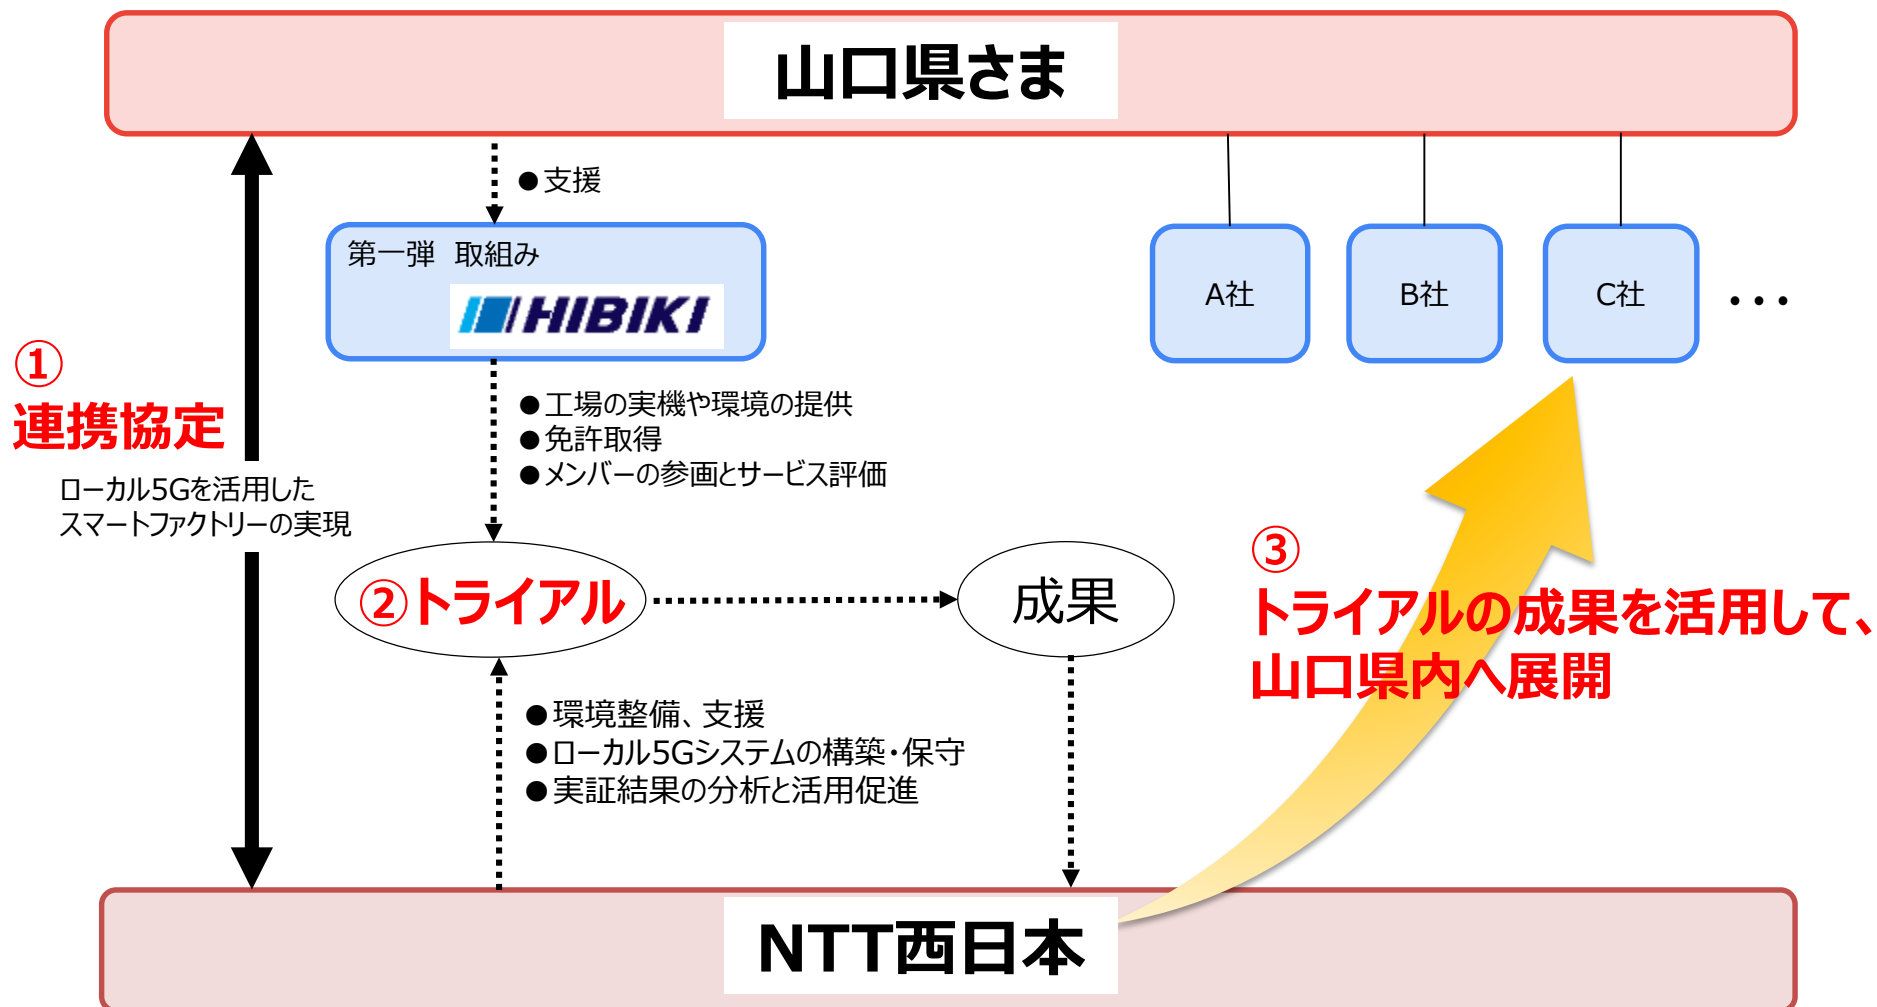 山口県さま
●支援
第一弾　取組み
HIBIKI
A社
B社
C社
・・・
①
連携協定
ローカル5Gを活用した
スマートファクトリーの実現
●工場の実機や環境の提供
●免許取得
●メンバーの参画とサービス評価
②トライアル
成果
③
トライアルの成果を活用して、
山口県内へ展開
●環境整備、支援
●ローカル5Gシステムの構築・保守
●実証結果の分析と活用促進
NTT西日本